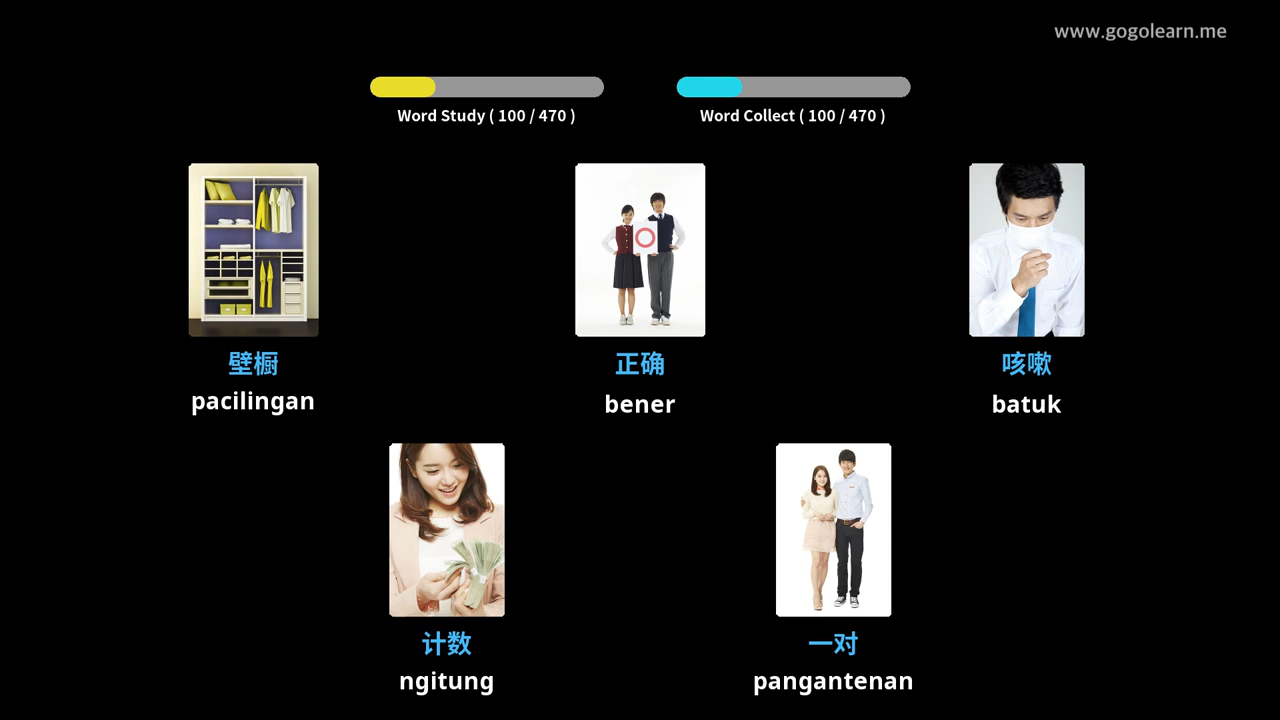 www.gogolearn.me
Word Study ( 100 / 470 )
Word Collect ( 100 / 470 )
壁橱
pacilingan
正确
bener
咳嗽
batuk
计数
ngitung
一对
pangantenan